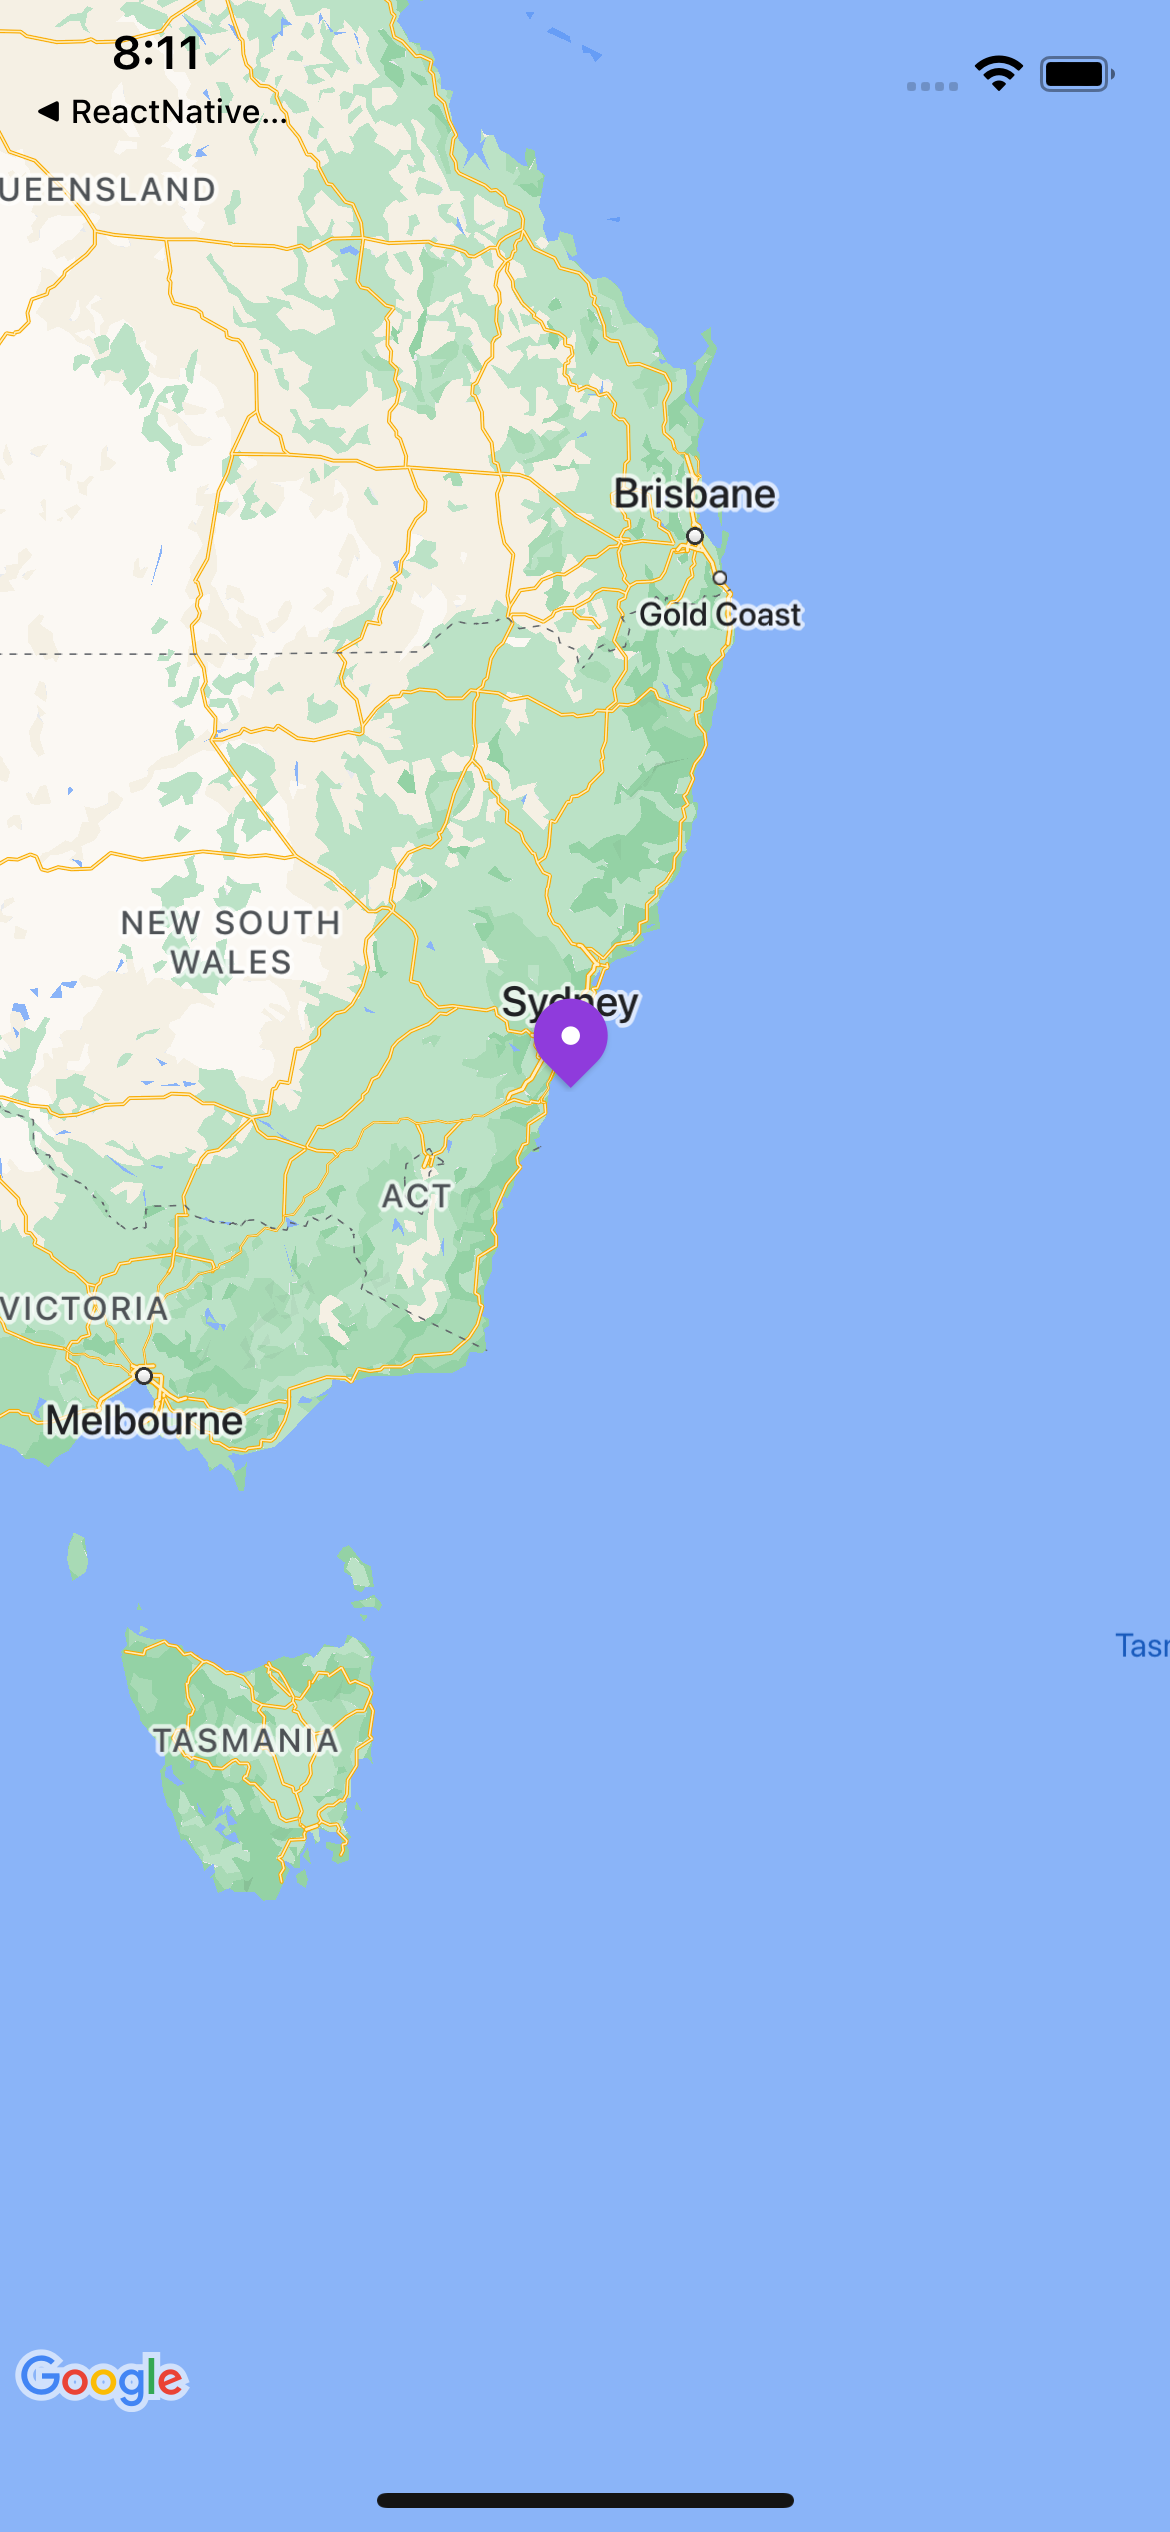 8:11
◀ ReactNative...
UEENSLAND
Brisbane
Gold Coast
NEW SOUTH
WALES
Sydney
ACT
VICTORIA
Melbourne
Tasr
TASMANIA
Google